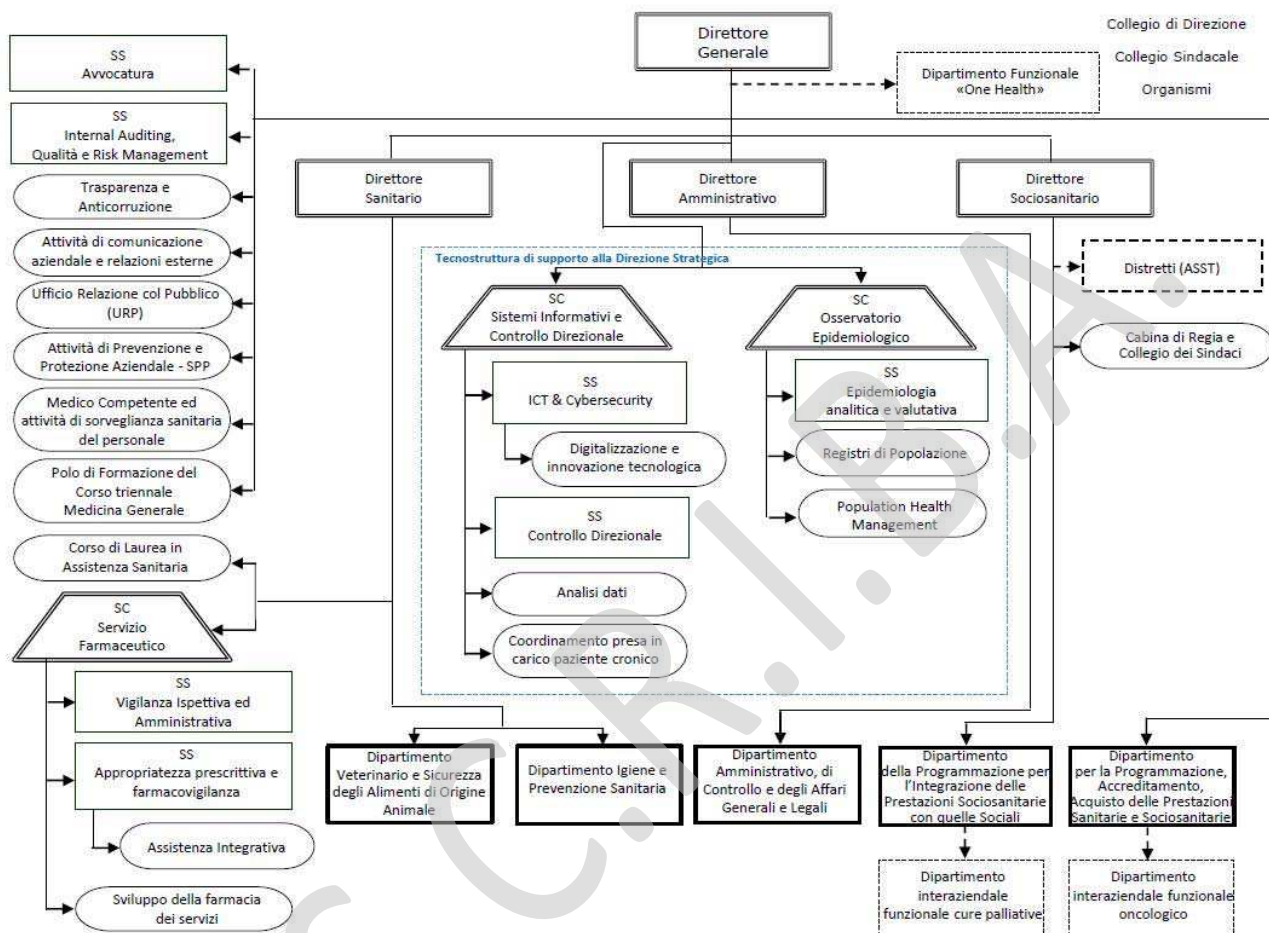 Direttore
Generale
Collegio di Direzione
Collegio Sindacale
Organismi
Dipartimento Funzionale
«One Health»
SS
Avvocatura
SS
Internal Auditing,
Qualità e Risk Management
Trasparenza e
Anticorruzione
Attività di comunicazione
aziendale e relazioni esterne
Ufficio Relazione col Pubblico
(URP)
Attività di Prevenzione e
Protezione Aziendale - SPP
Medico Competente ed
attività di sorveglianza sanitaria
del personale
Polo di Formazione del
Corso triennale
Medicina Generale
Corso di Laurea in
Assistenza Sanitaria
SC
Servizio
Farmaceutico
SS
Vigilanza Ispettiva ed
Amministrativa
SS
Appropriatezza prescrittiva e
farmacovigilanza
Assistenza Integrativa
Sviluppo della farmacia
dei servizi
Direttore
Sanitario
Direttore
Amministrativo
Direttore
Sociosanitario
Tecnostruttura di supporto alla Direzione Strategica
SC
Sistemi Informativi e
Controllo Direzionale
SS
ICT & Cybersecurity
Digitalizzazione e
innovazione tecnologica
SS
Controllo Direzionale
Analisi dati
Coordinamento presa in
carico paziente cronico
SC
Osservatorio
Epidemiologico
SS
Epidemiologia
analitica e valutativa
Registri di Popolazione
Population Health
Management
Distretti (ASST)
Cabina di Regia e
Collegio dei Sindaci
Dipartimento
Veterinario e Sicurezza
degli Alimenti di Origine
Animale
Dipartimento Igiene e
Prevenzione Sanitaria
Dipartimento
Amministrativo, di
Controllo e degli Affari
Generali e Legali
Dipartimento
della Programmazione per
l'Integrazione delle
Prestazioni Sociosanitarie
con quelle Sociali
Dipartimento
per la Programmazione,
Accreditamento,
Acquisto delle Prestazioni
Sanitarie e Sociosanitarie
Dipartimento
interaziendale
funzionale cure palliative
Dipartimento
interaziendale funzionale
oncologico
C.R.I.B.A.